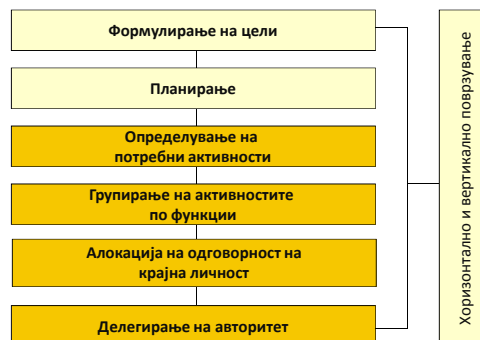 Формулирање на цели
Планирање
Определување на
потребни активности
Групирање на активностите
по функции
Алокација на одговорност на
крајна личност
Делегирање на авторитет
Хоризонтално и вертикално поврзување